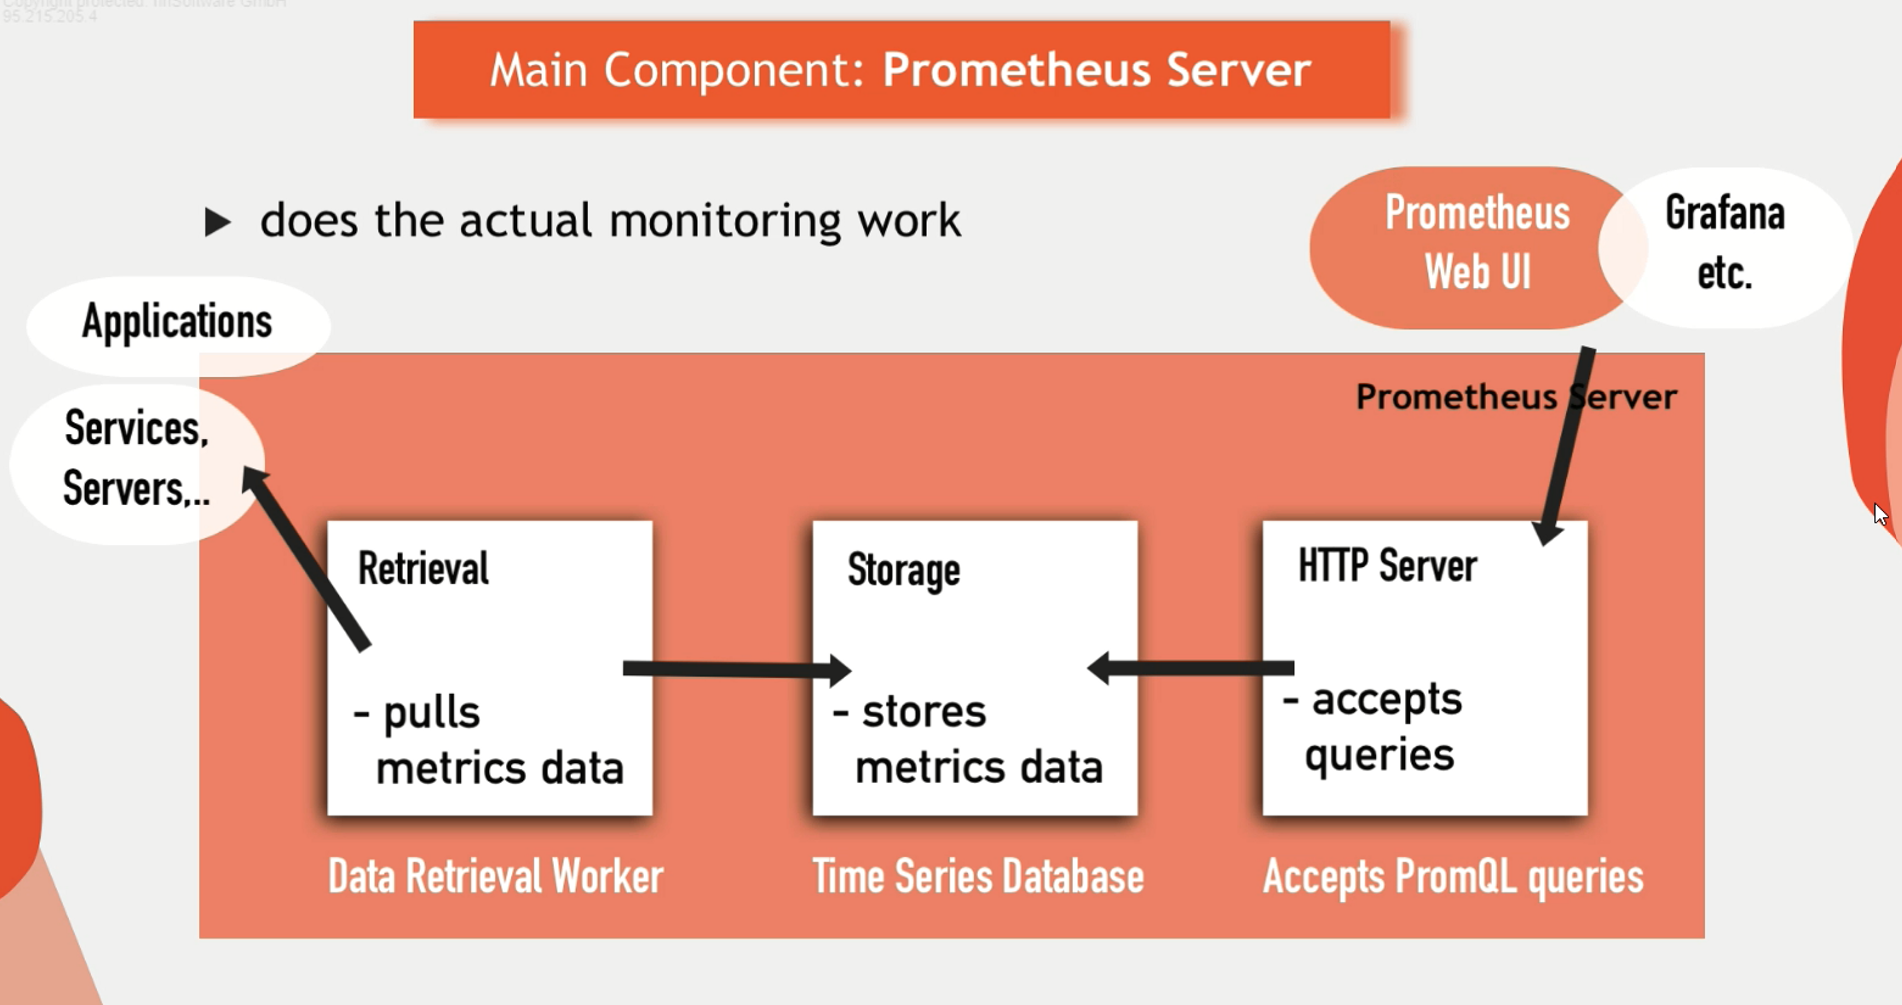 Copyright protected. nnSoftware GmbH
95.215.205.4
Main Component: Prometheus Server
does the actual monitoring work
Prometheus
Web UI
Grafana
etc.
Applications
Services,
Servers,..
Prometheus Server
Retrieval
- pulls
metrics data
Storage
- stores
metrics data
HTTP Server
- accepts
queries
Data Retrieval Worker
Time Series Database
Accepts PromQL queries